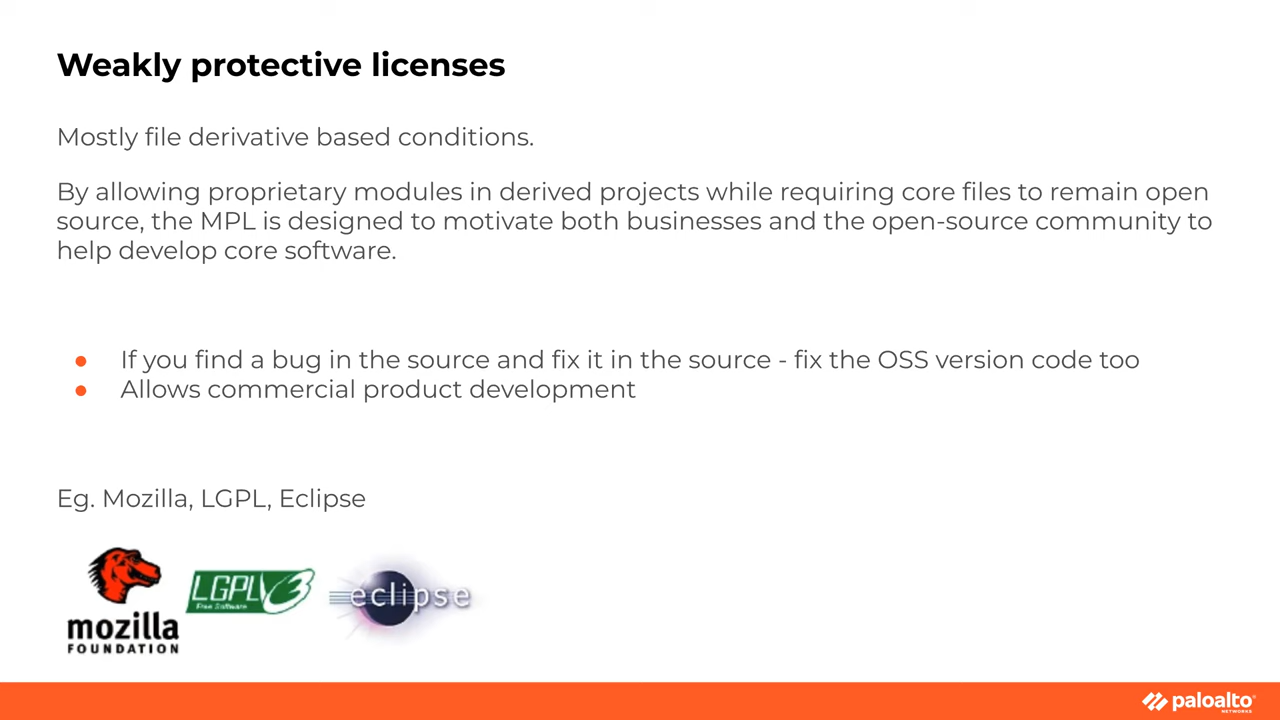 Weakly protective licenses
Mostly file derivative based conditions.
By allowing proprietary modules in derived projects while requiring core files to remain open
source, the MPL is designed to motivate both businesses and the open-source community to
help develop core software.
● If you find a bug in the source and fix it in the source - fix the OSS version code too
● Allows commercial product development
Eg. Mozilla, LGPL, Eclipse
mozilla
FOUNDATION
LGPLv3
Free Software
eclipse
paloalto
NETWORKS